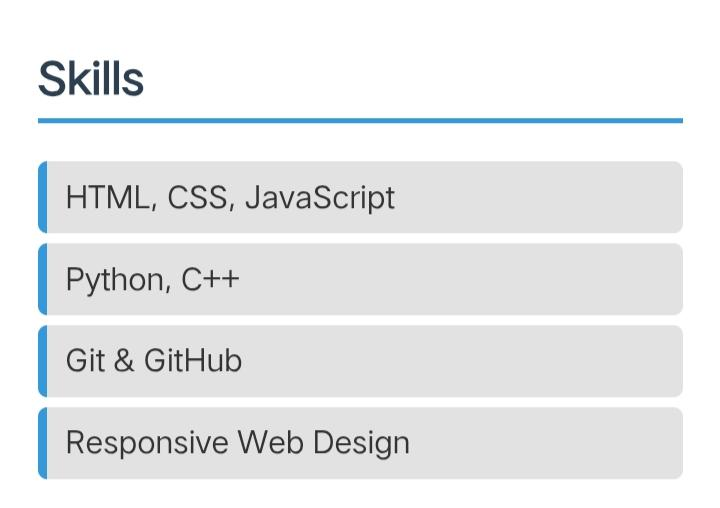 Skills
HTML, CSS, JavaScript
Python, C++
Git & GitHub
Responsive Web Design